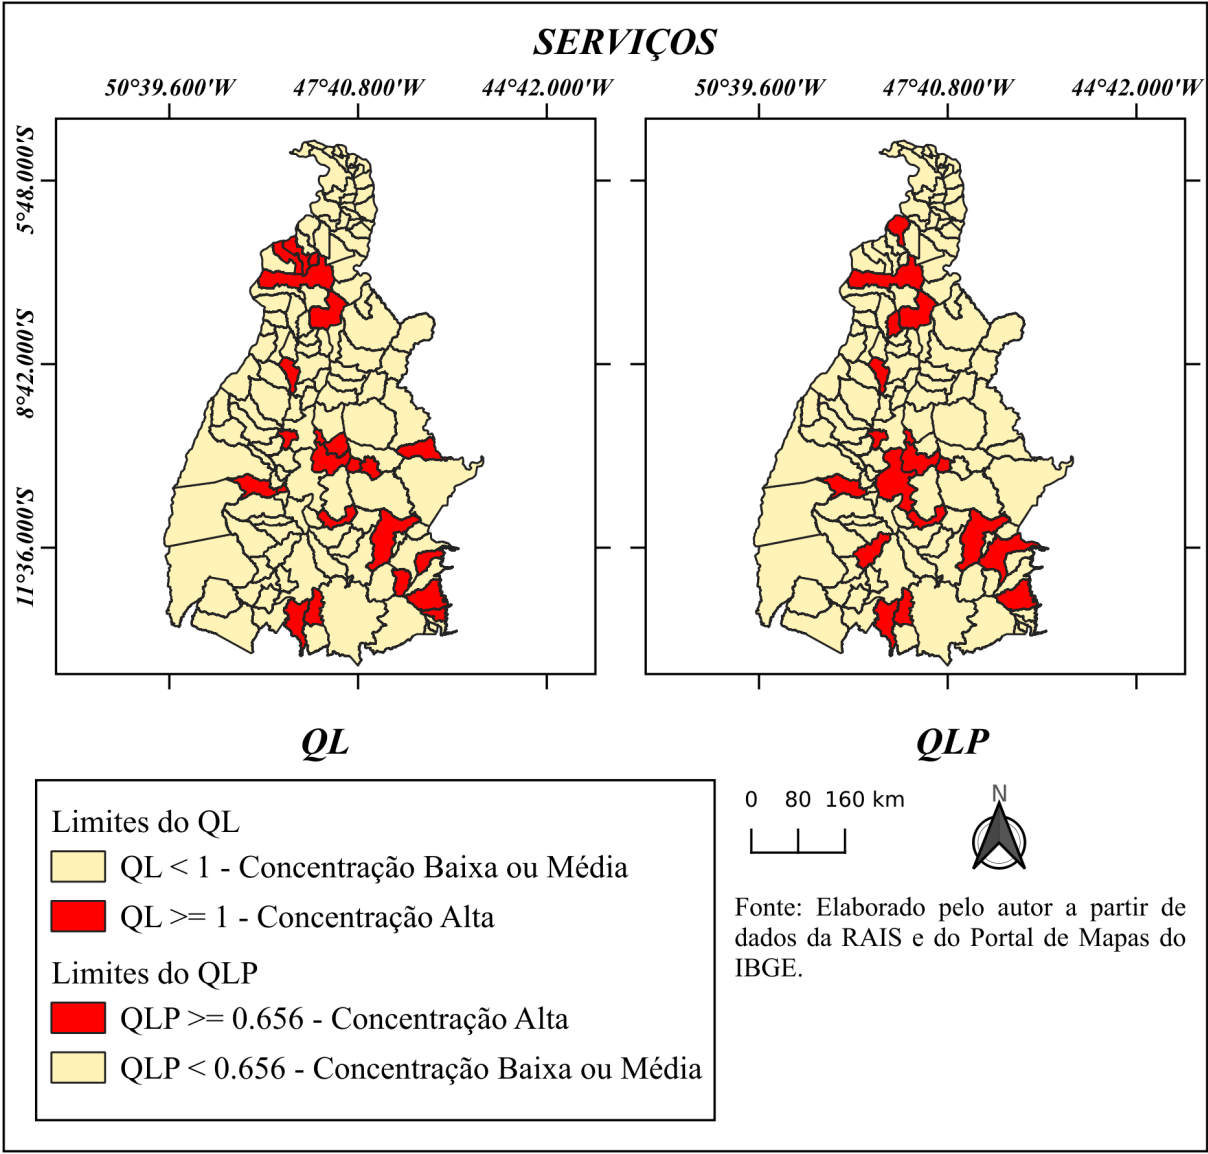 SERVIÇOS
50°39.600'W 47°40.800'W 44°42.000'W 50°39.600'W 47°40.800'W 44°42.000'W
5°48.000'S
8°42.000'S
11°36.000'S
QL QLP
Limites do QL
QL < 1 - Concentração Baixa ou Média
QL >= 1 - Concentração Alta
Limites do QLP
QLP >= 0.656 - Concentração Alta
QLP < 0.656 - Concentração Baixa ou Média
0 80 160 km
N
Fonte: Elaborado pelo autor a partir de
dados da RAIS e do Portal de Mapas do
IBGE.